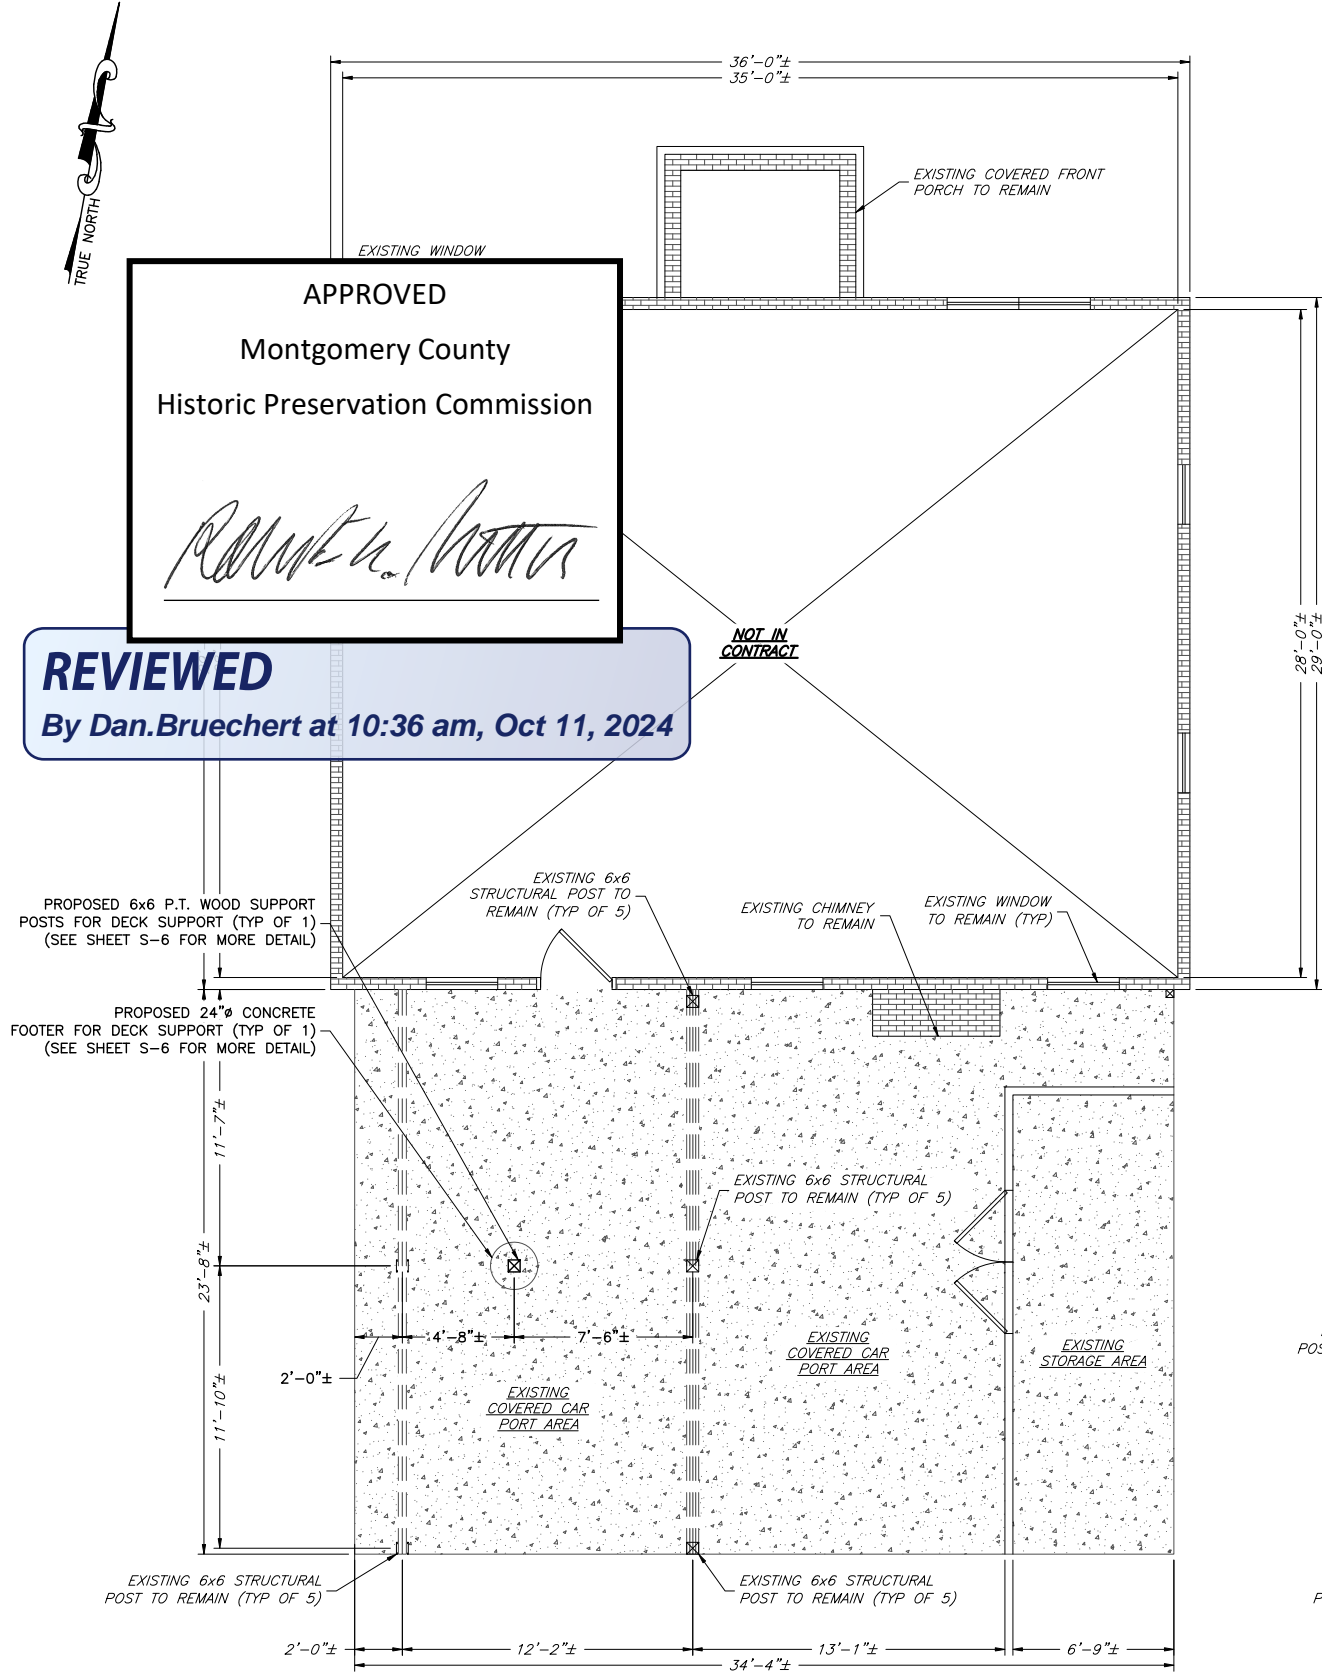 36'-0"±
35'-0"±
TRUE NORTH
EXISTING COVERED FRONT
PORCH TO REMAIN
EXISTING WINDOW
APPROVED
Montgomery County
Historic Preservation Commission
REVIEWED
By Dan.Bruechert at 10:36 am, Oct 11, 2024
NOT IN
CONTRACT
28'-0"±
29'-0"±
EXISTING 6x6
STRUCTURAL POST TO
REMAIN (TYP OF 5)
EXISTING CHIMNEY
TO REMAIN
EXISTING WINDOW
TO REMAIN (TYP)
PROPOSED 6x6 P.T. WOOD SUPPORT
POSTS FOR DECK SUPPORT (TYP OF 1)
(SEE SHEET S-6 FOR MORE DETAIL)
PROPOSED 24"ø CONCRETE
FOOTER FOR DECK SUPPORT (TYP OF 1)
(SEE SHEET S-6 FOR MORE DETAIL)
11'-7"±
23'-8"±
11'-10"±
EXISTING 6x6 STRUCTURAL
POST TO REMAIN (TYP OF 5)
4'-8"±
7'-6"±
2'-0"±
EXISTING
COVERED CAR
PORT AREA
EXISTING
COVERED CAR
PORT AREA
EXISTING
STORAGE AREA
POS
EXISTING 6x6 STRUCTURAL
POST TO REMAIN (TYP OF 5)
EXISTING 6x6 STRUCTURAL
POST TO REMAIN (TYP OF 5)
P
2'-0"±
12'-2"±
13'-1"±
6'-9"±
34'-4"±